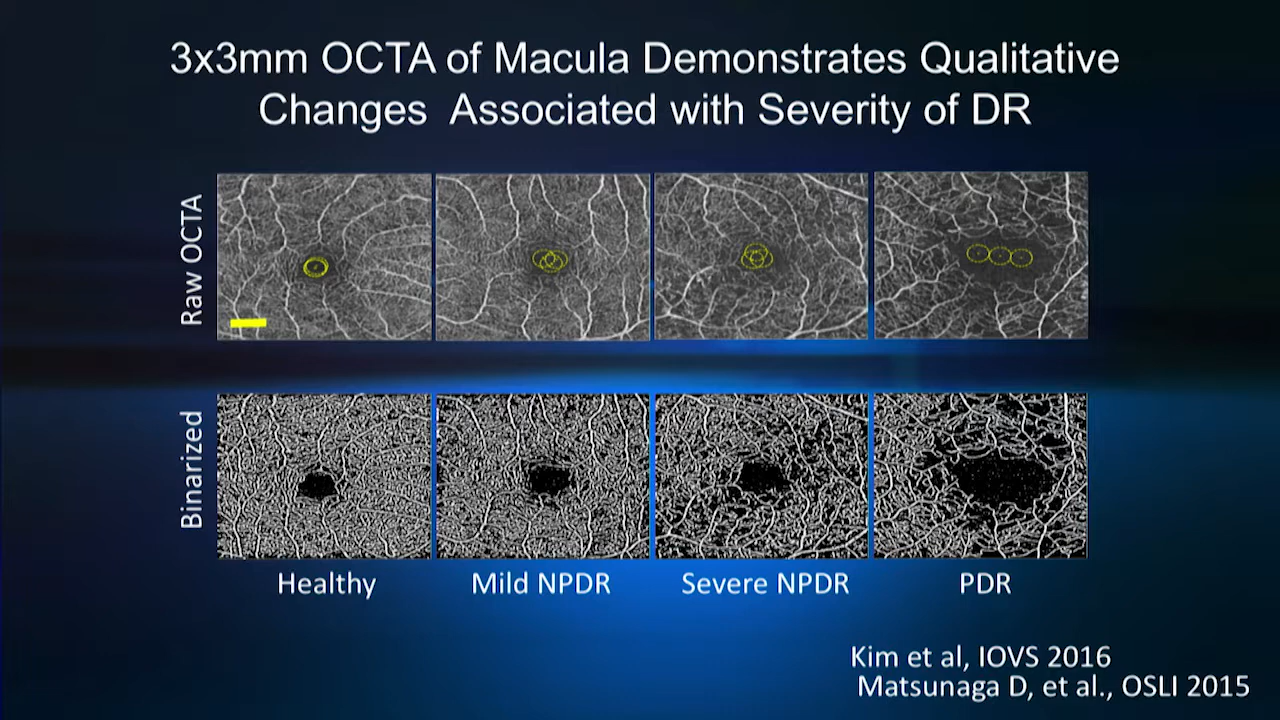 3x3mm OCTA of Macula Demonstrates Qualitative
Changes Associated with Severity of DR
Raw OCTA
Binarized
Healthy
Mild NPDR
Severe NPDR
PDR
Kim et al, IOVS 2016
Matsunaga D, et al., OSLI 2015